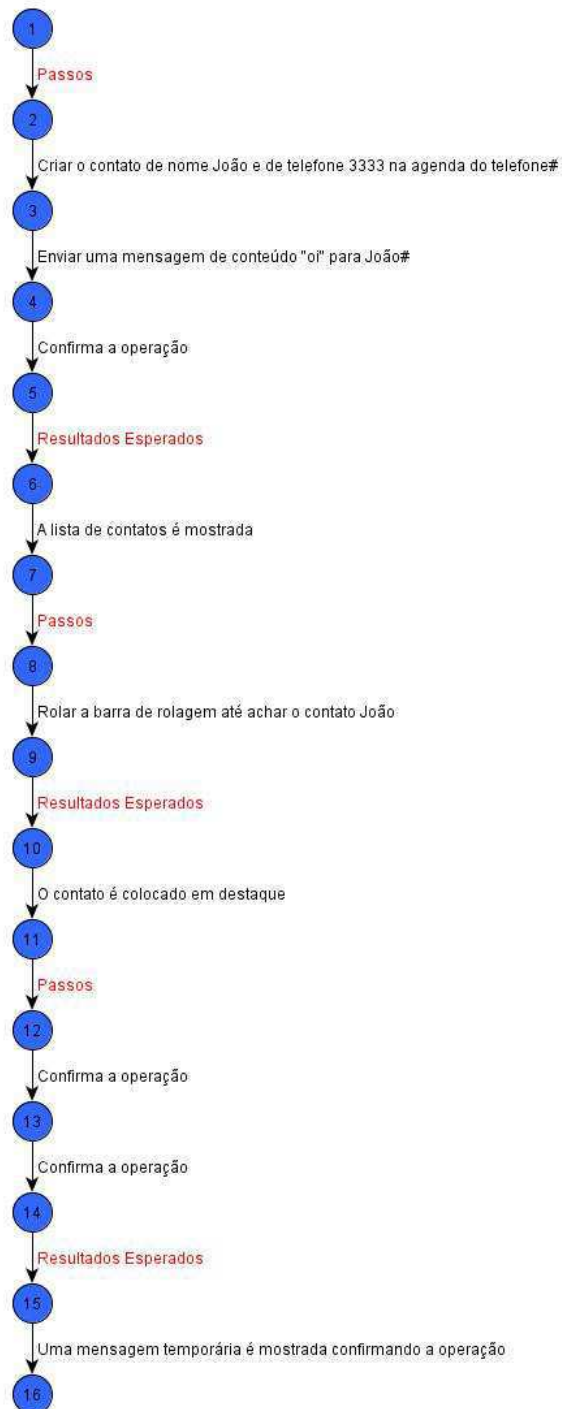 1
Passos
2
Criar o contato de nome João e de telefone 3333 na agenda do telefone#
3
Enviar uma mensagem de conteúdo "oi" para João#
4
Confirma a operação
5
Resultados Esperados
6
A lista de contatos é mostrada
7
Passos
8
Rolar a barra de rolagem até achar o contato João
9
Resultados Esperados
10
O contato é colocado em destaque
11
Passos
12
Confirma a operação
13
Confirma a operação
14
Resultados Esperados
15
Uma mensagem temporária é mostrada confirmando a operação
16